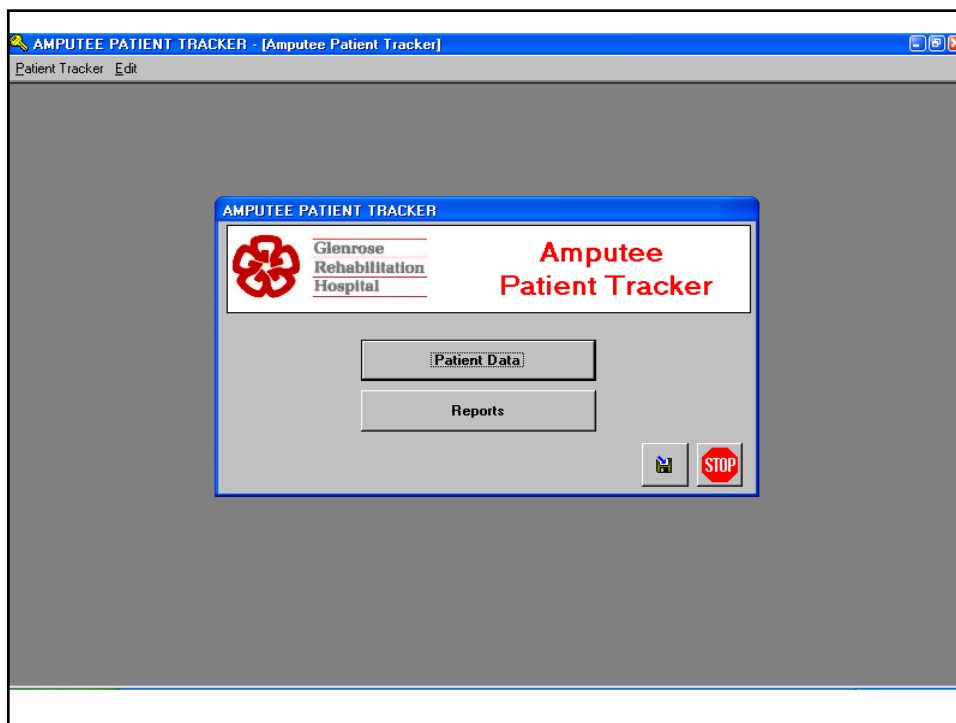 AMPUTEE PATIENT TRACKER - [Amputee Patient Tracker]
Patient Tracker Edit
AMPUTEE PATIENT TRACKER
Glenrose
Rehabilitation
Hospital
Amputee
Patient Tracker
Patient Data
Reports
STOP